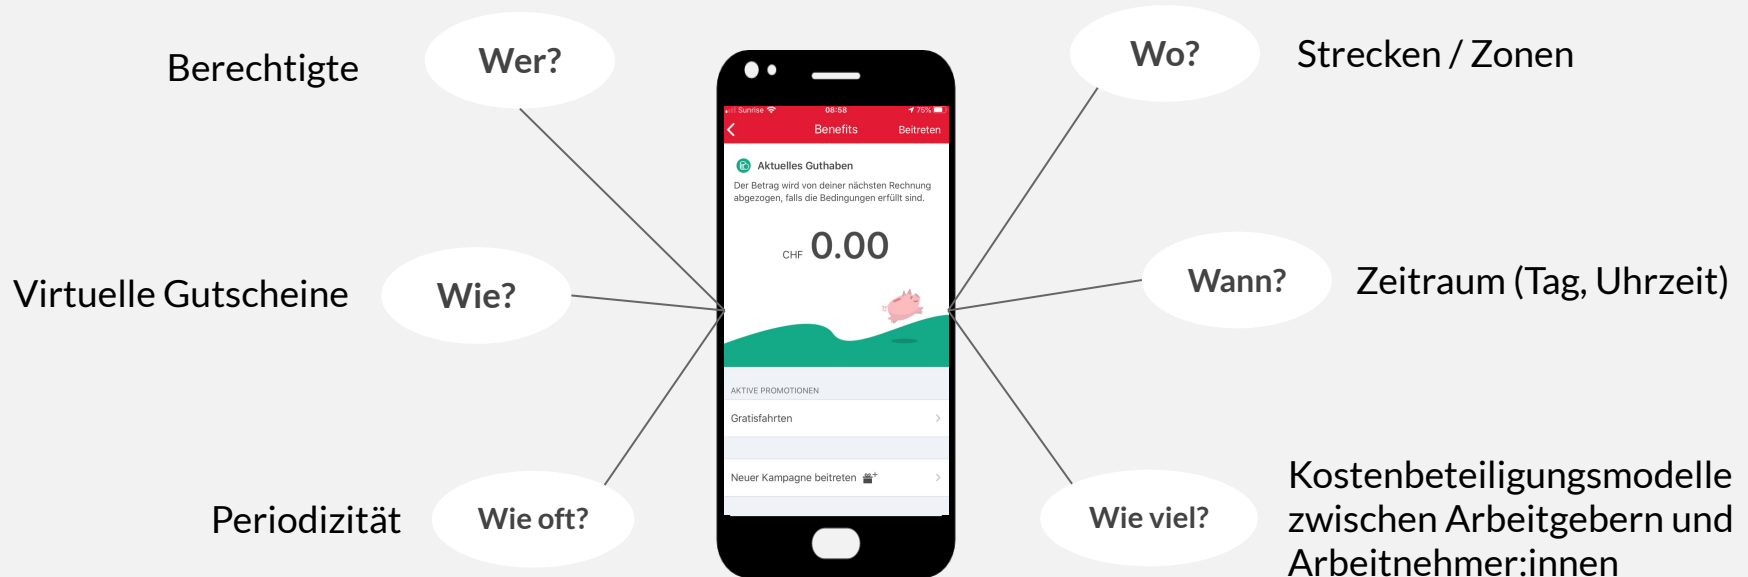 Berechtigte
Wer?
Wo?
Strecken / Zonen
Virtuelle Gutscheine
Wie?
Wann?
Zeitraum (Tag, Uhrzeit)
Periodizität
Wie oft?
Wie viel?
Kostenbeteiligungsmodelle
zwischen Arbeitgebern und
Arbeitnehmer:innen
Sunrise 08:58 75%
Benefits Beitreten
Aktuelles Guthaben
Der Betrag wird von deiner nächsten Rechnung
abgezogen, falls die Bedingungen erfüllt sind.
CHF 0.00
AKTIVE PROMOTIONEN
Gratisfahrten
Neuer Kampagne beitreten